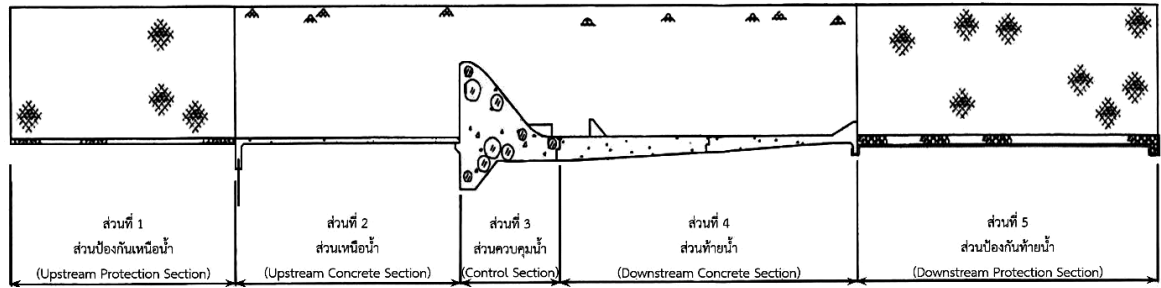 ส่วนที่ 1
ส่วนป้องกันเหนือน้ำ
(Upstream Protection Section)
ส่วนที่ 2
ส่วนเหนือน้ำ
(Upstream Concrete Section)
ส่วนที่ 3
ส่วนควบคุมน้ำ
(Control Section)
ส่วนที่ 4
ส่วนท้ายน้ำ
(Downstream Concrete Section)
ส่วนที่ 5
ส่วนป้องกันท้ายน้ำ
(Downstream Protection Section)